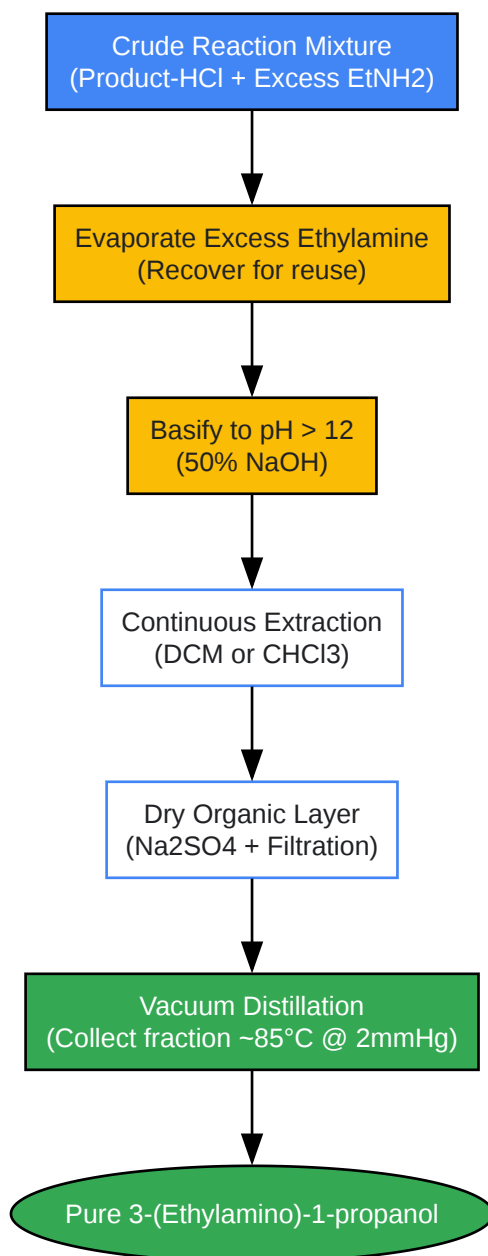 Crude Reaction Mixture
(Product-HCl + Excess EtNH2)
Evaporate Excess Ethylamine
(Recover for reuse)
Basify to pH > 12
(50% NaOH)
Continuous Extraction
(DCM or CHCl3)
Dry Organic Layer
(Na2SO4 + Filtration)
Vacuum Distillation
(Collect fraction ~85°C @ 2mmHg)
Pure 3-(Ethylamino)-1-propanol